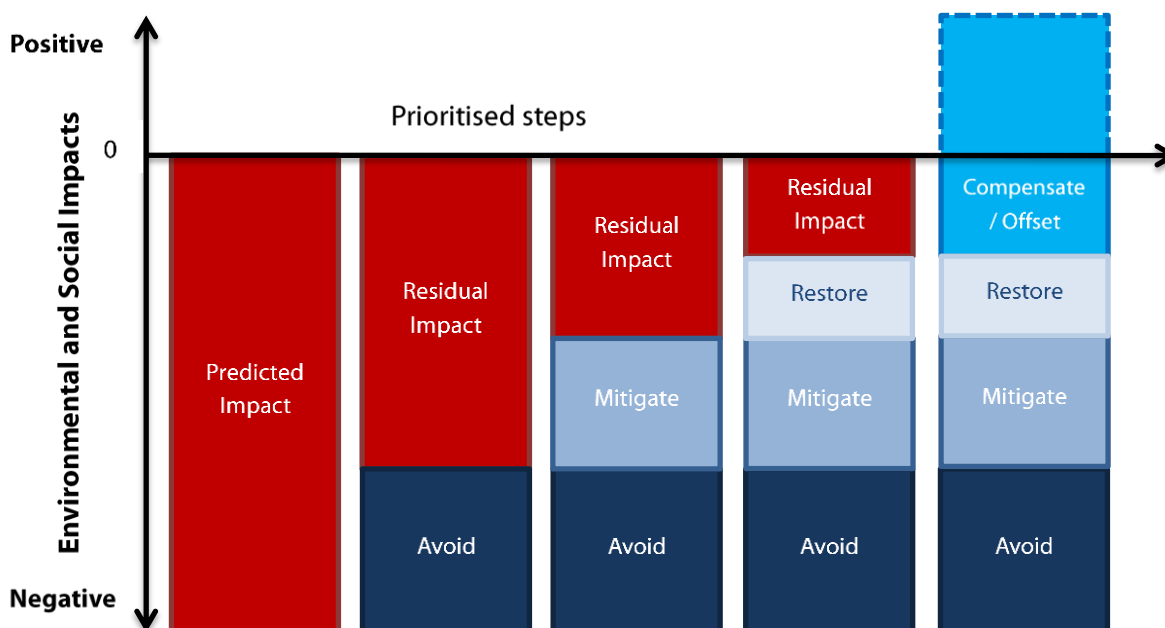 Positive
Prioritised steps
0
Environmental and Social Impacts
Negative
Predicted
Impact
Residual
Impact
Avoid
Residual
Impact
Mitigate
Avoid
Residual
Impact
Restore
Mitigate
Avoid
Compensate
/ Offset
Restore
Mitigate
Avoid